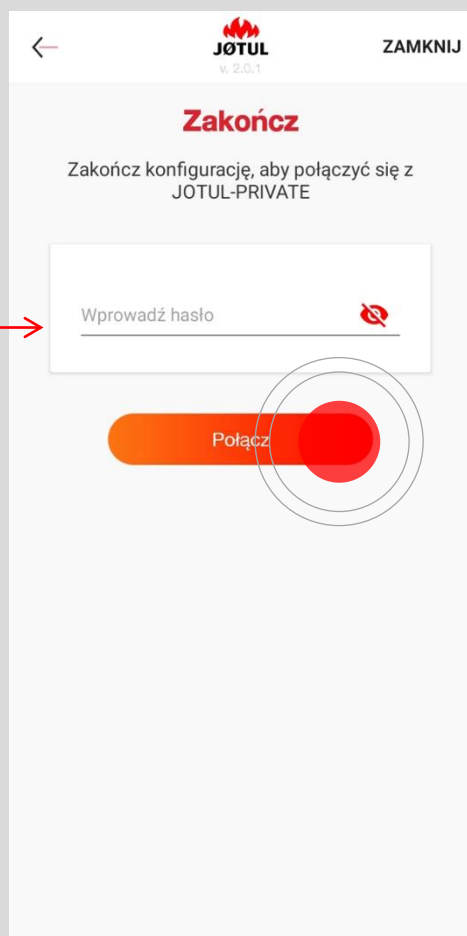 JØTUL
v. 2.0.1
ZAMKNIJ
Zakończ
Zakończ konfigurację, aby połączyć się z
JOTUL-PRIVATE
Wprowadź hasło
Połącz